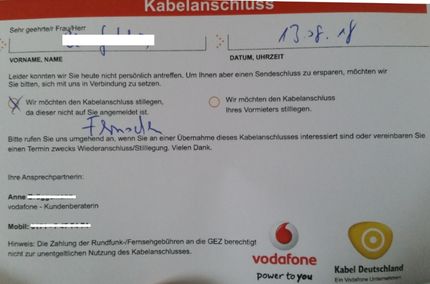 Kabelanschluss
Sehr geehrte/r Frau/Herr
13.08.18
VORNAME, NAME
DATUM, UHRZEIT
Leider konnten wir Sie heute nicht persönlich antreffen. Um Ihnen aber einen Sendeschluss zu ersparen, möchten wir
Sie bitten, sich mit uns in Verbindung zu setzen.
Wir möchten den Kabelanschluss stillegen,
da dieser nicht auf Sie angemeldet ist.
Wir möchten den Kabelanschluss
Ihres Vormieters stillegen.
Bitte rufen Sie uns umgehend an, wenn Sie an einer Übernahme dieses Kabelanschlusses interessiert sind oder vereinbaren Sie
einen Termin zwecks Wiederanschluss/Stillegung. Vielen Dank.
Ihre Ansprechpartnerin:
Anne
vodafone - Kundenberaterin
Mobil:
Hinweis: Die Zahlung der Rundfunk-/Fernsehgebühren an die GEZ berechtigt
nicht zur unentgeltlichen Nutzung des Kabelanschlusses.
vodafone
power to you
Kabel Deutschland
Ein Vodafone Unternehmen